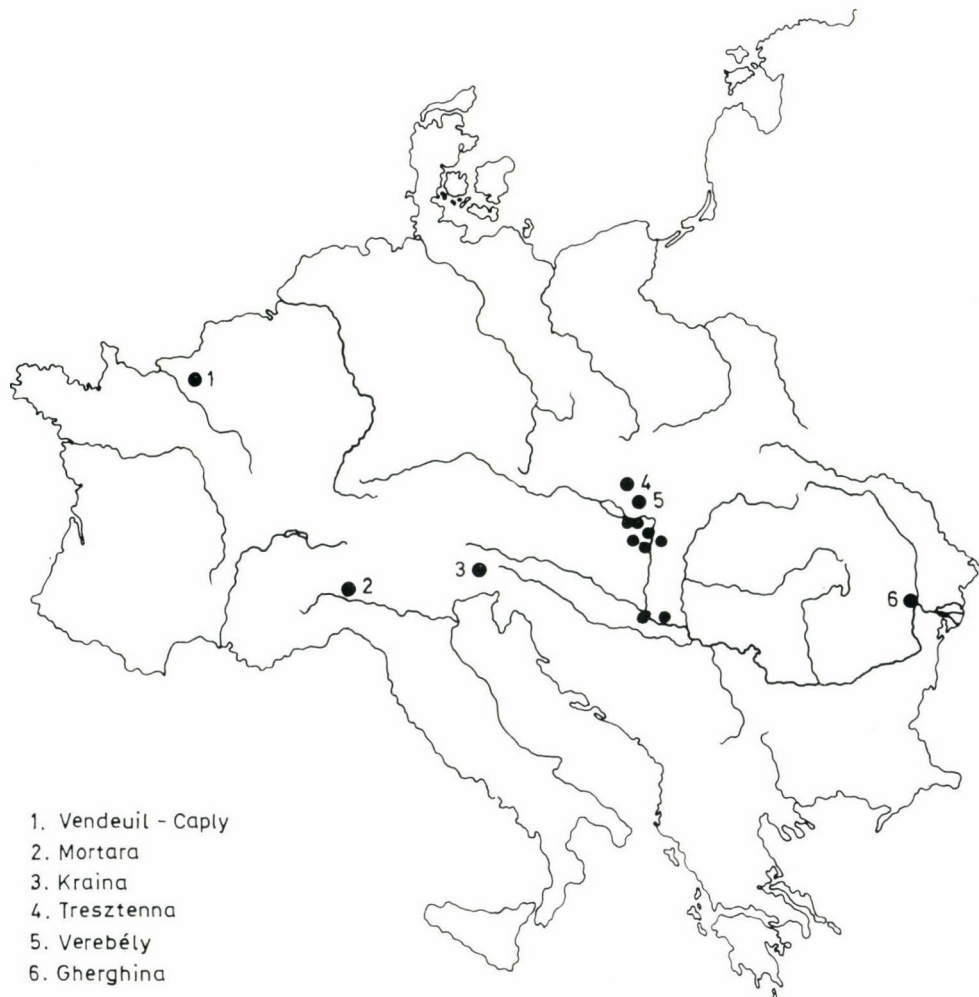 1
2
3
4
5
6
1. Vendeuil - Caply
2. Mortara
3. Kraina
4. Tresztenna
5. Verebély
6. Gherghina